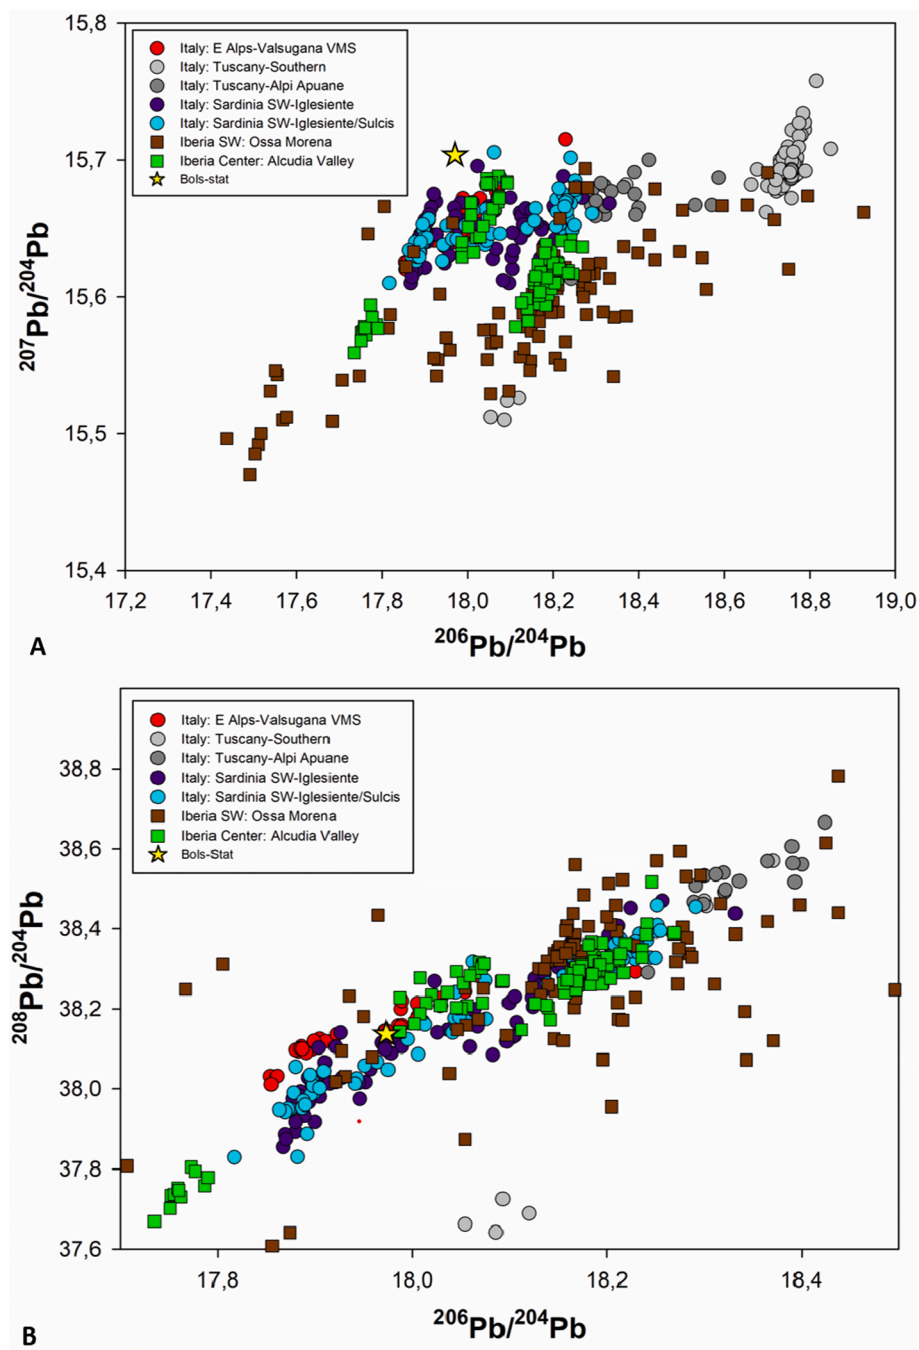 15,8
Italy: E Alps-Valsugana VMS
Italy: Tuscany-Southern
Italy: Tuscany-Alpi Apuane
Italy: Sardinia SW-Iglesiente
Italy: Sardinia SW-Iglesiente/Sulcis
Iberia SW: Ossa Morena
Iberia Center: Alcudia Valley
Bols-stat
15,7
15,6
15,5
15,4
207Pb/204Pb
17,2 17,4 17,6 17,8 18,0 18,2 18,4 18,6 18,8 19,0
206Pb/204Pb
A
Italy: E Alps-Valsugana VMS
Italy: Tuscany-Southern
Italy: Tuscany-Alpi Apuane
Italy: Sardinia SW-Iglesiente
Italy: Sardinia SW-Iglesiente/Sulcis
Iberia SW: Ossa Morena
Iberia Center: Alcudia Valley
Bols-Stat
38,8
38,6
38,4
38,2
38,0
37,8
37,6
208Pb/204Pb
17,8 18,0 18,2 18,4
206Pb/204Pb
B